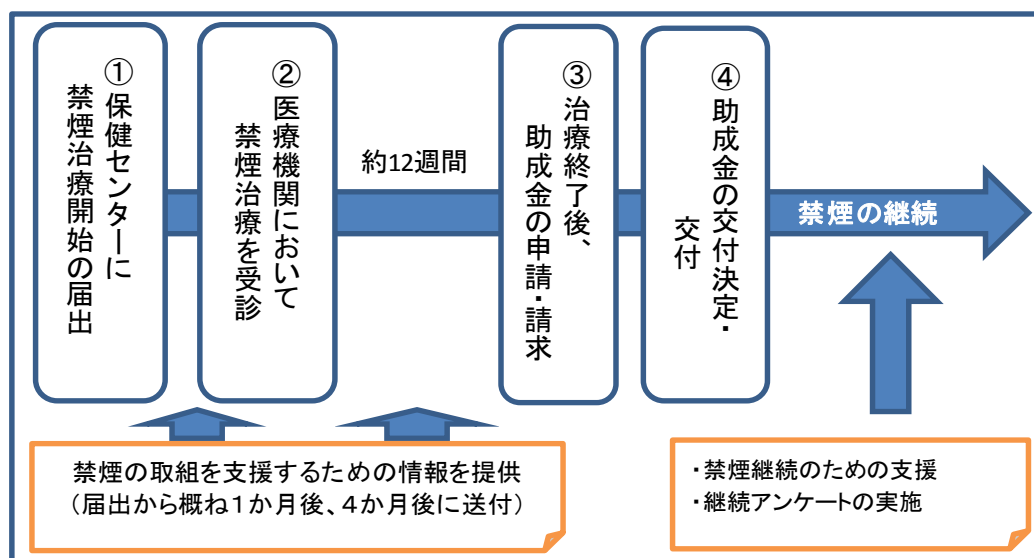 ①保健センターに
禁煙治療開始の届出
②医療機関において
禁煙治療を受診
約12週間
③治療終了後、
助成金の申請・請求
④助成金の交付決定・
交付
禁煙の継続
禁煙の取組を支援するための情報を提供
（届出から概ね１か月後、４か月後に送付）
・禁煙継続のための支援
・継続アンケートの実施